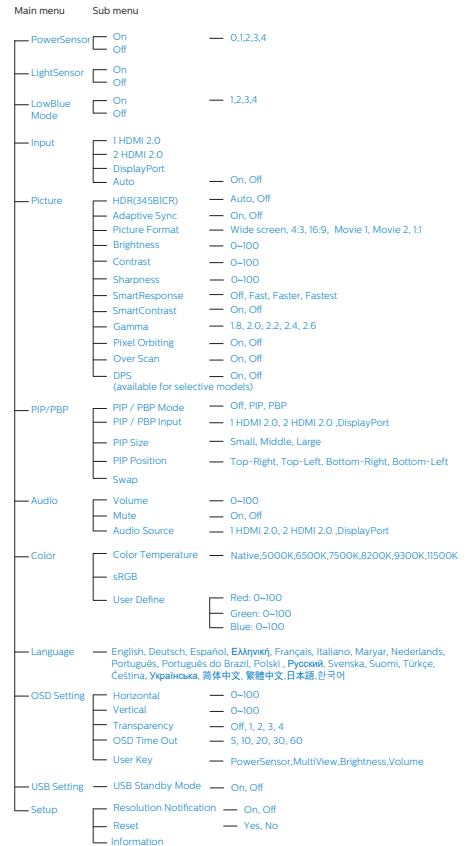 Main menu Sub menu
PowerSensor On 0,1,2,3,4
Off
LightSensor On
Off
LowBlue Mode On 1,2,3,4
Off
Input 1 HDMI 2.0
2 HDMI 2.0
DisplayPort
Auto On, Off
Picture HDR(345B1CR) Auto, Off
Adaptive Sync On, Off
Picture Format Wide screen, 4:3, 16:9, Movie 1, Movie 2, 1:1
Brightness 0~100
Contrast 0~100
Sharpness 0~100
SmartResponse Off, Fast, Faster, Fastest
SmartContrast On, Off
Gamma 1.8, 2.0, 2.2, 2.4, 2.6
Pixel Orbiting On, Off
Over Scan On, Off
DPS On, Off
(available for selective models)
PIP/PBP PIP / PBP Mode Off, PIP, PBP
PIP / PBP Input 1 HDMI 2.0, 2 HDMI 2.0 ,DisplayPort
PIP Size Small, Middle, Large
PIP Position Top-Right, Top-Left, Bottom-Right, Bottom-Left
Swap
Audio Volume 0~100
Mute On, Off
Audio Source 1 HDMI 2.0, 2 HDMI 2.0 ,DisplayPort
Color Color Temperature Native,5000K,6500K,7500K,8200K,9300K,11500K
sRGB
User Define Red: 0~100
Green: 0~100
Blue: 0~100
Language English, Deutsch, Español, Ελληνική, Français, Italiano, Maryar, Nederlands,
Português, Português do Brazil, Polski , Русский, Svenska, Suomi, Türkçe,
Čeština, Українська, 简体中文, 繁體中文,日本語,한국어
OSD Setting Horizontal 0~100
Vertical 0~100
Transparency Off, 1, 2, 3, 4
OSD Time Out 5, 10, 20, 30, 60
User Key PowerSensor,MultiView,Brightness,Volume
USB Setting USB Standby Mode On, Off
Setup Resolution Notification On, Off
Reset Yes, No
Information